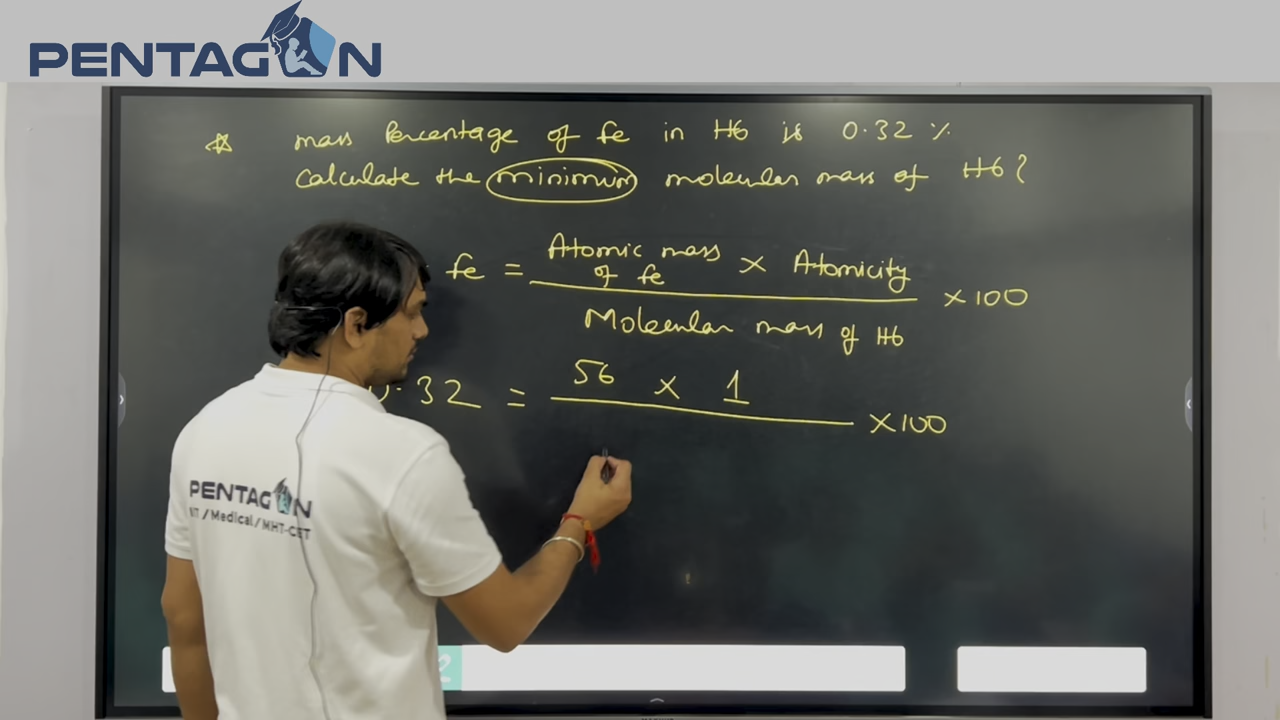 PENTAGON
☆ mass Percentage of fe in Hb is 0.32 %
calculate the minimum molecular mass of Hb?
fe = Atomic mass of fe × Atomicity
× 100
Molecular mass of Hb
0.32 = 56 × 1
× 100
PENTAGON
/Medical/MHT-CET